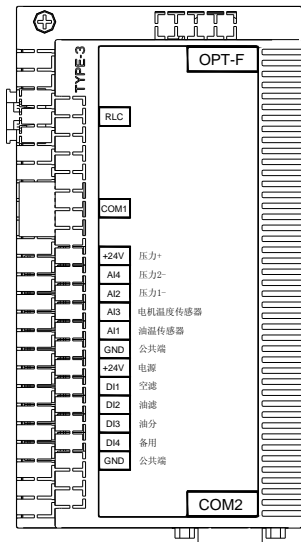 OPT-F
TYPE-3
RLC
COM1
+24V 压力+
AI4 压力2-
AI2 压力1-
AI3 电机温度传感器
AI1 油温传感器
GND 公共端
+24V 电源
DI1 空滤
DI2 油滤
DI3 油分
DI4 备用
GND 公共端
COM2